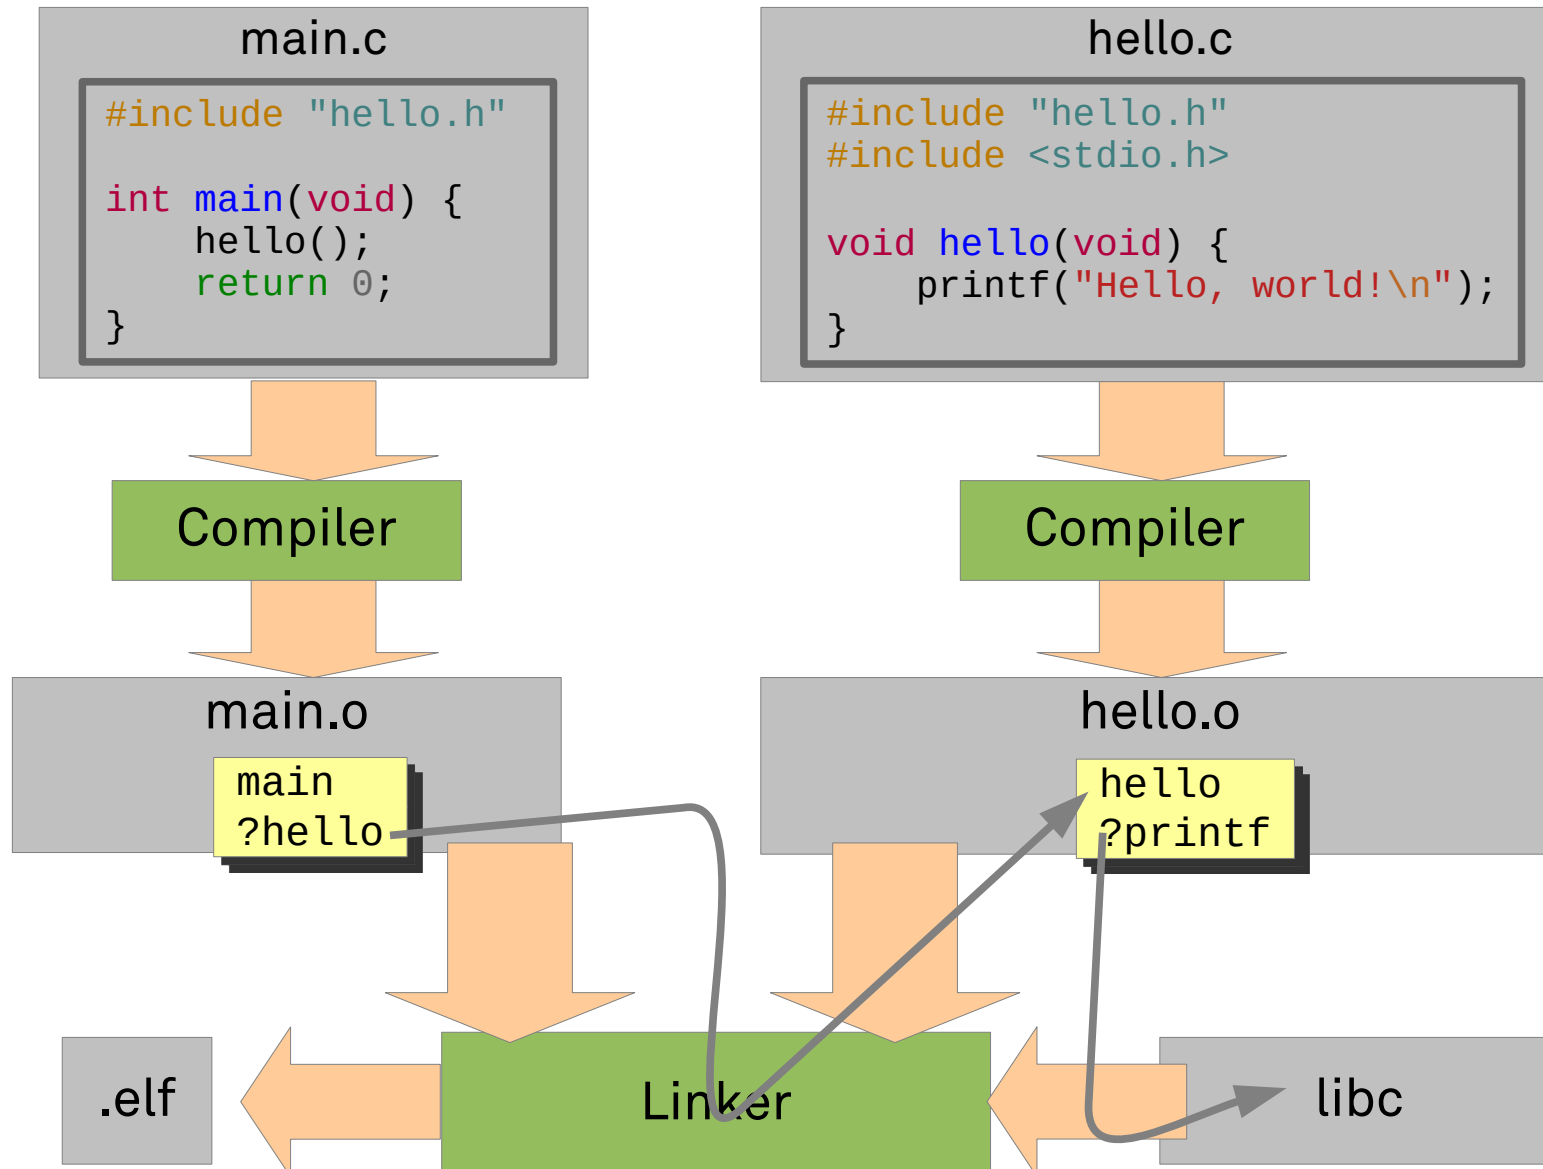 main.c
#include "hello.h"
int main(void) {
hello();
return 0;
}
hello.c
#include "hello.h"
#include <stdio.h>
void hello(void) {
printf("Hello, world!\n");
}
Compiler
Compiler
main.o
main
?hello
hello.o
hello
?printf
.elf
Linker
libc